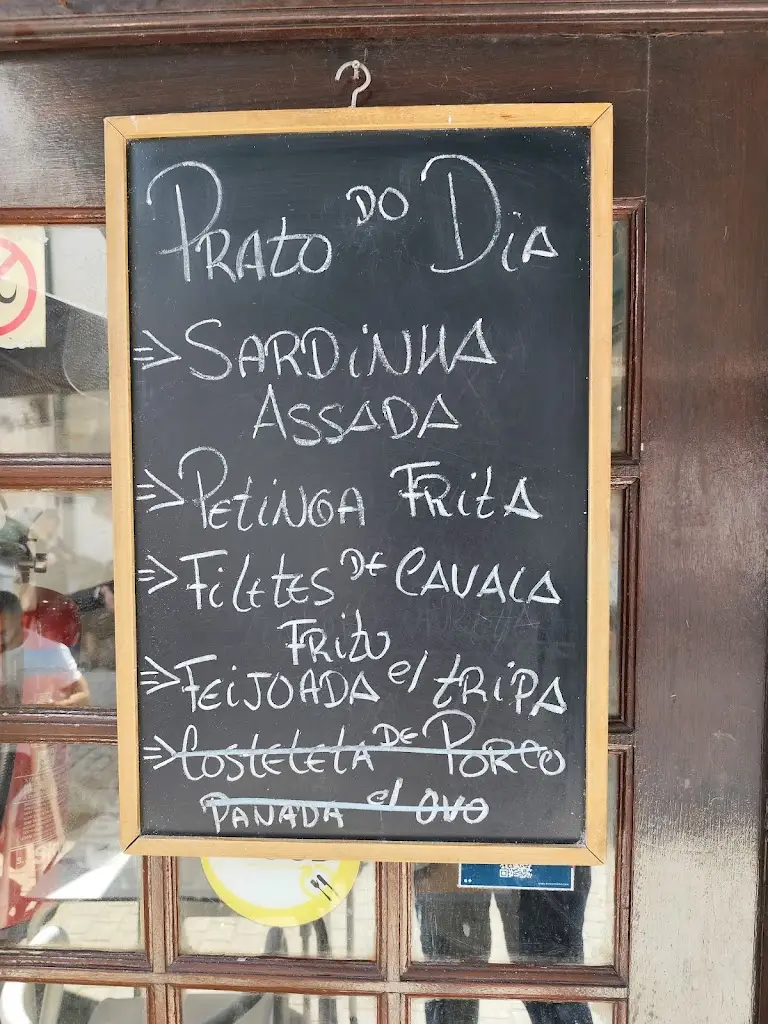 PRATO DO DIA
=> SARDINHA
ASSADA
=> PETINGA FRITA
=> FILETES DE CAVALA
FRITO
=> FEIJOADA c/ TRIPA
=> COSTELETA DE PORCO
PANADA c/ OVO